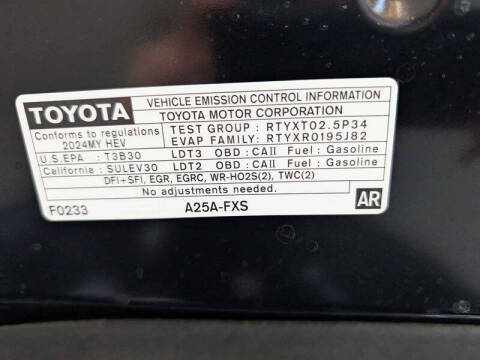 TOYOTA VEHICLE EMISSION CONTROL INFORMATION
TOYOTA MOTOR CORPORATION
Conforms to regulations
2024MY HEV
TEST GROUP : RTYXT02.5P34
EVAP FAMILY: RTYXR0195J82
U.S.EPA : T3B30 LDT3 OBD : CAII Fuel : Gasoline
California : SULEV30 LDT2 OBD : CAII Fuel : Gasoline
DFI+SFI, EGR, EGRC, WR-HO2S(2), TWC(2)
No adjustments needed.
F0233 A25A-FXS AR